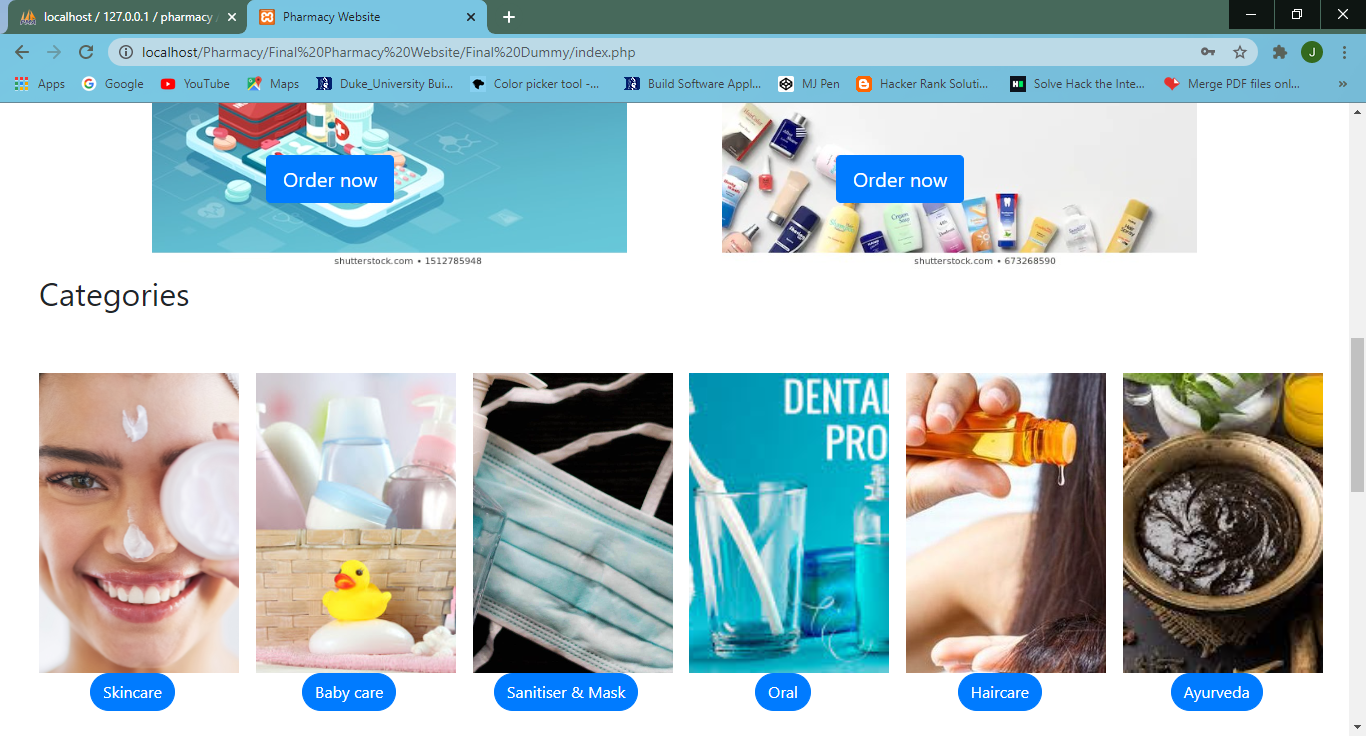 localhost / 127.0.0.1 / pharmacy
Pharmacy Website
localhost/Pharmacy/Final%20Pharmacy%20Website/Final%20Dummy/index.php
J
Apps
Google
YouTube
Maps
Duke_University Bui...
Color picker tool -...
Build Software Appl...
MJ Pen
Hacker Rank Soluti...
Solve Hack the Inte...
Merge PDF files onl...
»
Order now
Order now
shutterstock.com • 1512785948
shutterstock.com • 673268590
Categories
DENTAL
PRO
Skincare
Baby care
Sanitiser & Mask
Oral
Haircare
Ayurveda